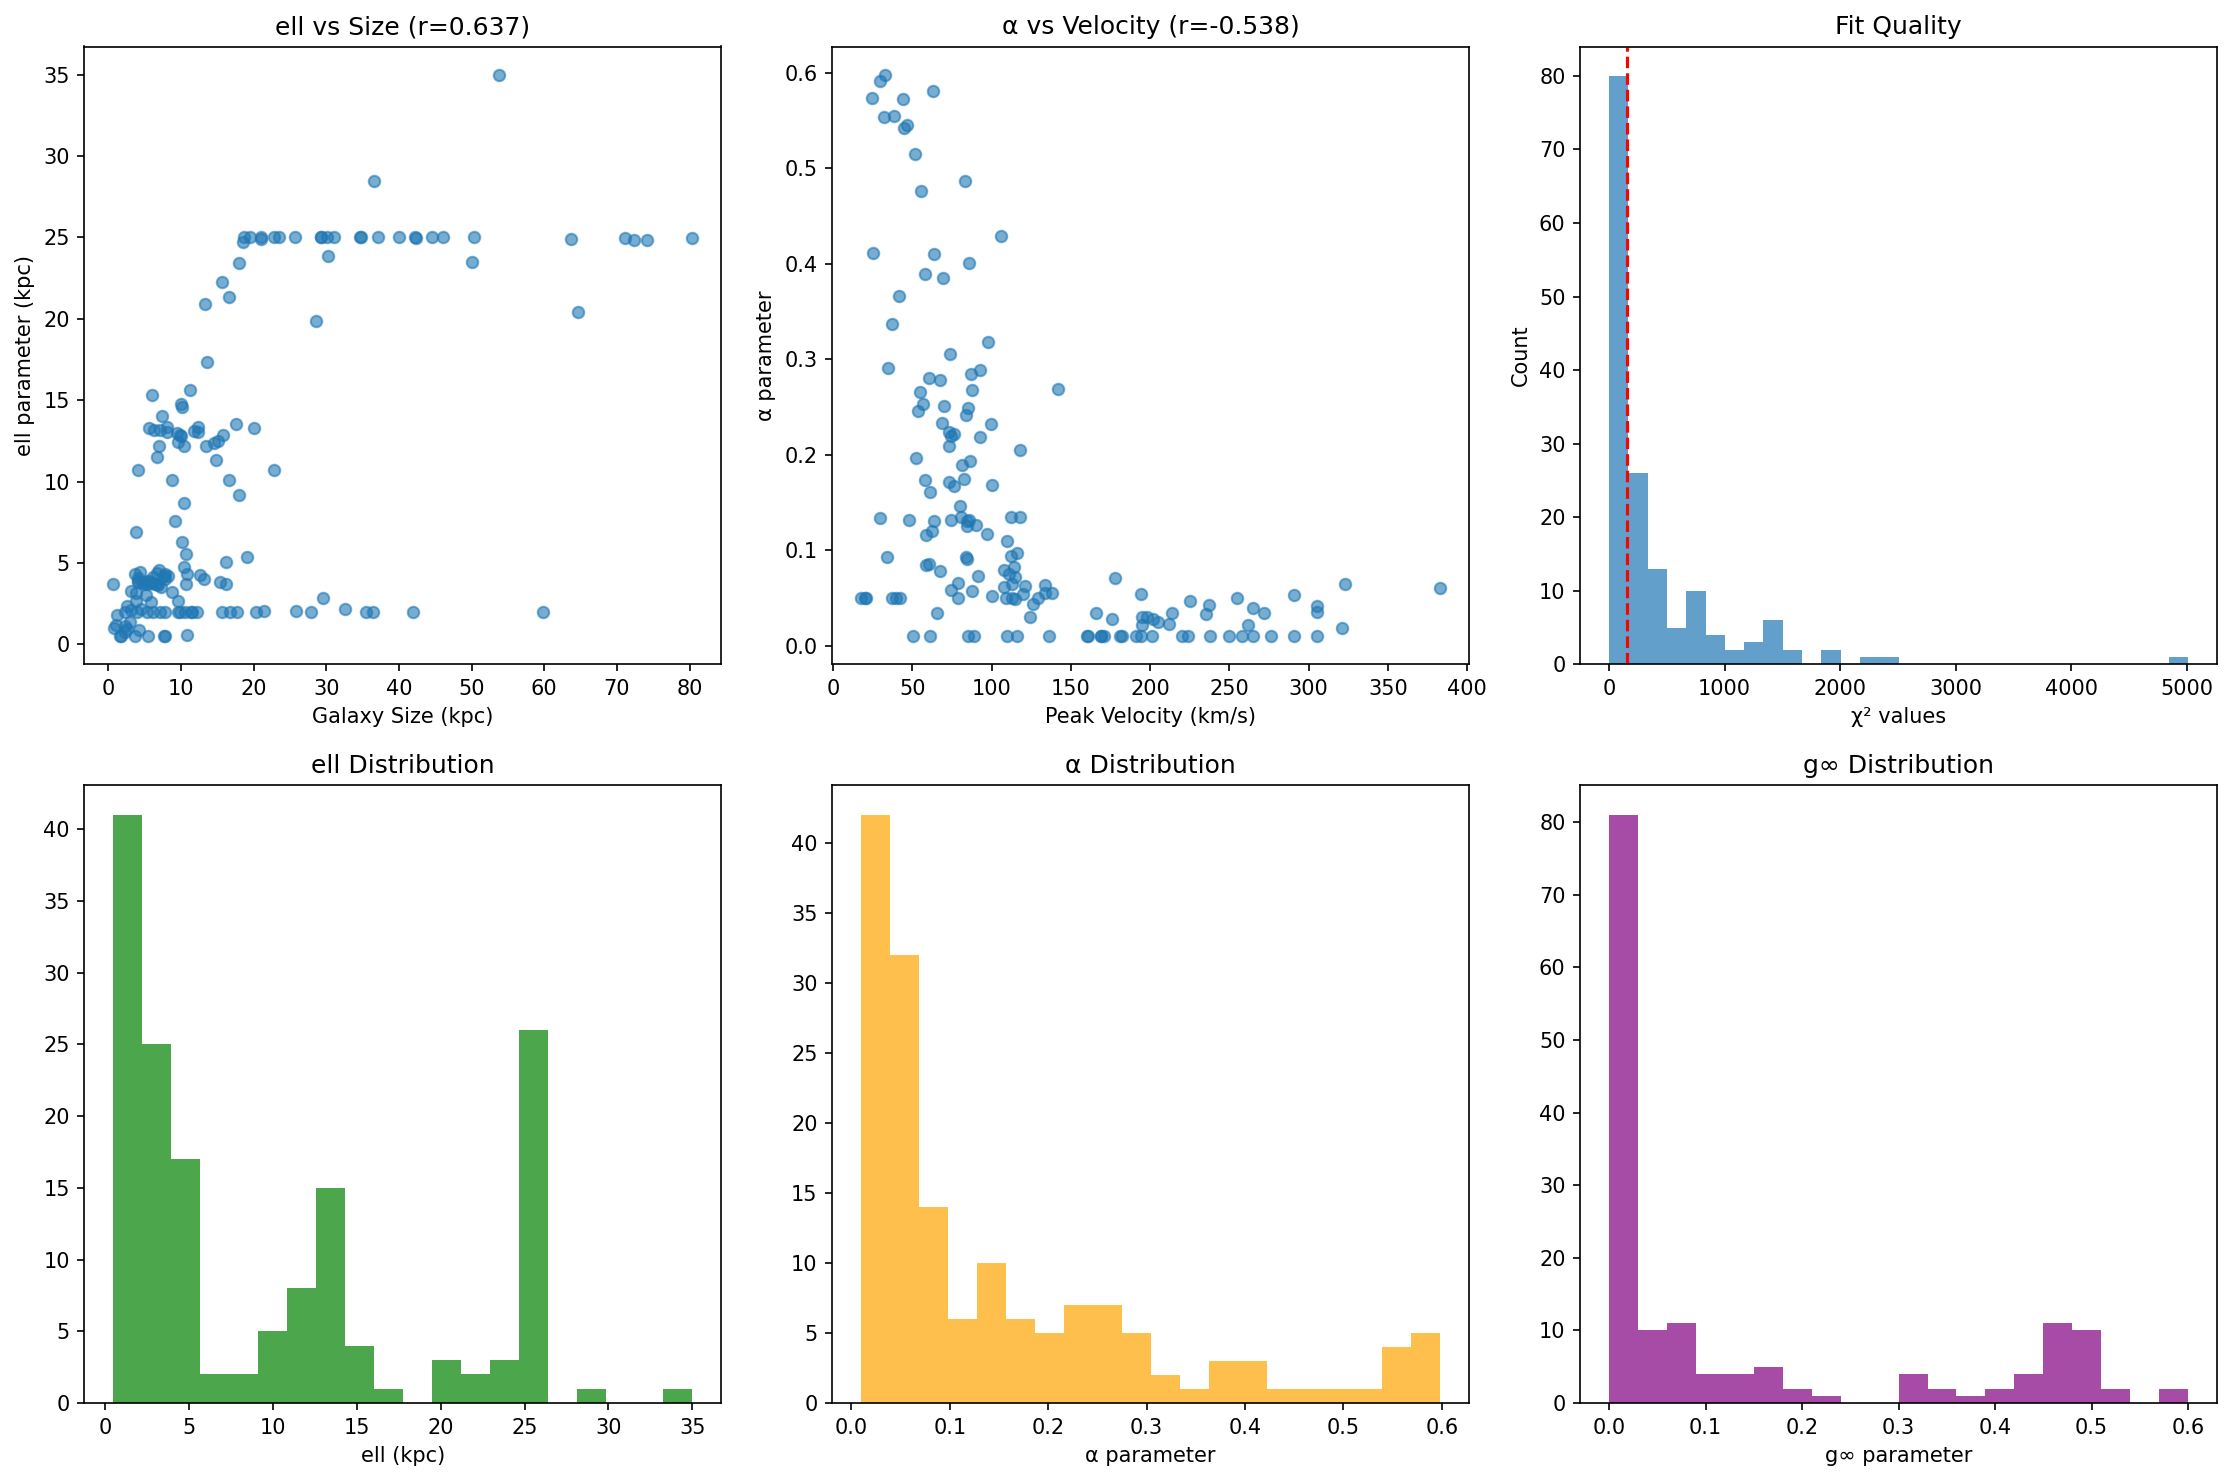 ell vs Size (r=0.637)
35
30
25
20
15
10
5
0
ell parameter (kpc)
0 10 20 30 40 50 60 70 80
Galaxy Size (kpc)
α vs Velocity (r=-0.538)
0.6
0.5
0.4
0.3
0.2
0.1
0.0
α parameter
0 50 100 150 200 250 300 350 400
Peak Velocity (km/s)
Fit Quality
80
70
60
50
40
30
20
10
0
Count
0 1000 2000 3000 4000 5000
χ² values
ell Distribution
40
35
30
25
20
15
10
5
0
0 5 10 15 20 25 30 35
ell (kpc)
α Distribution
40
35
30
25
20
15
10
5
0
0.0 0.1 0.2 0.3 0.4 0.5 0.6
α parameter
g∞ Distribution
80
70
60
50
40
30
20
10
0
0.0 0.1 0.2 0.3 0.4 0.5 0.6
g∞ parameter